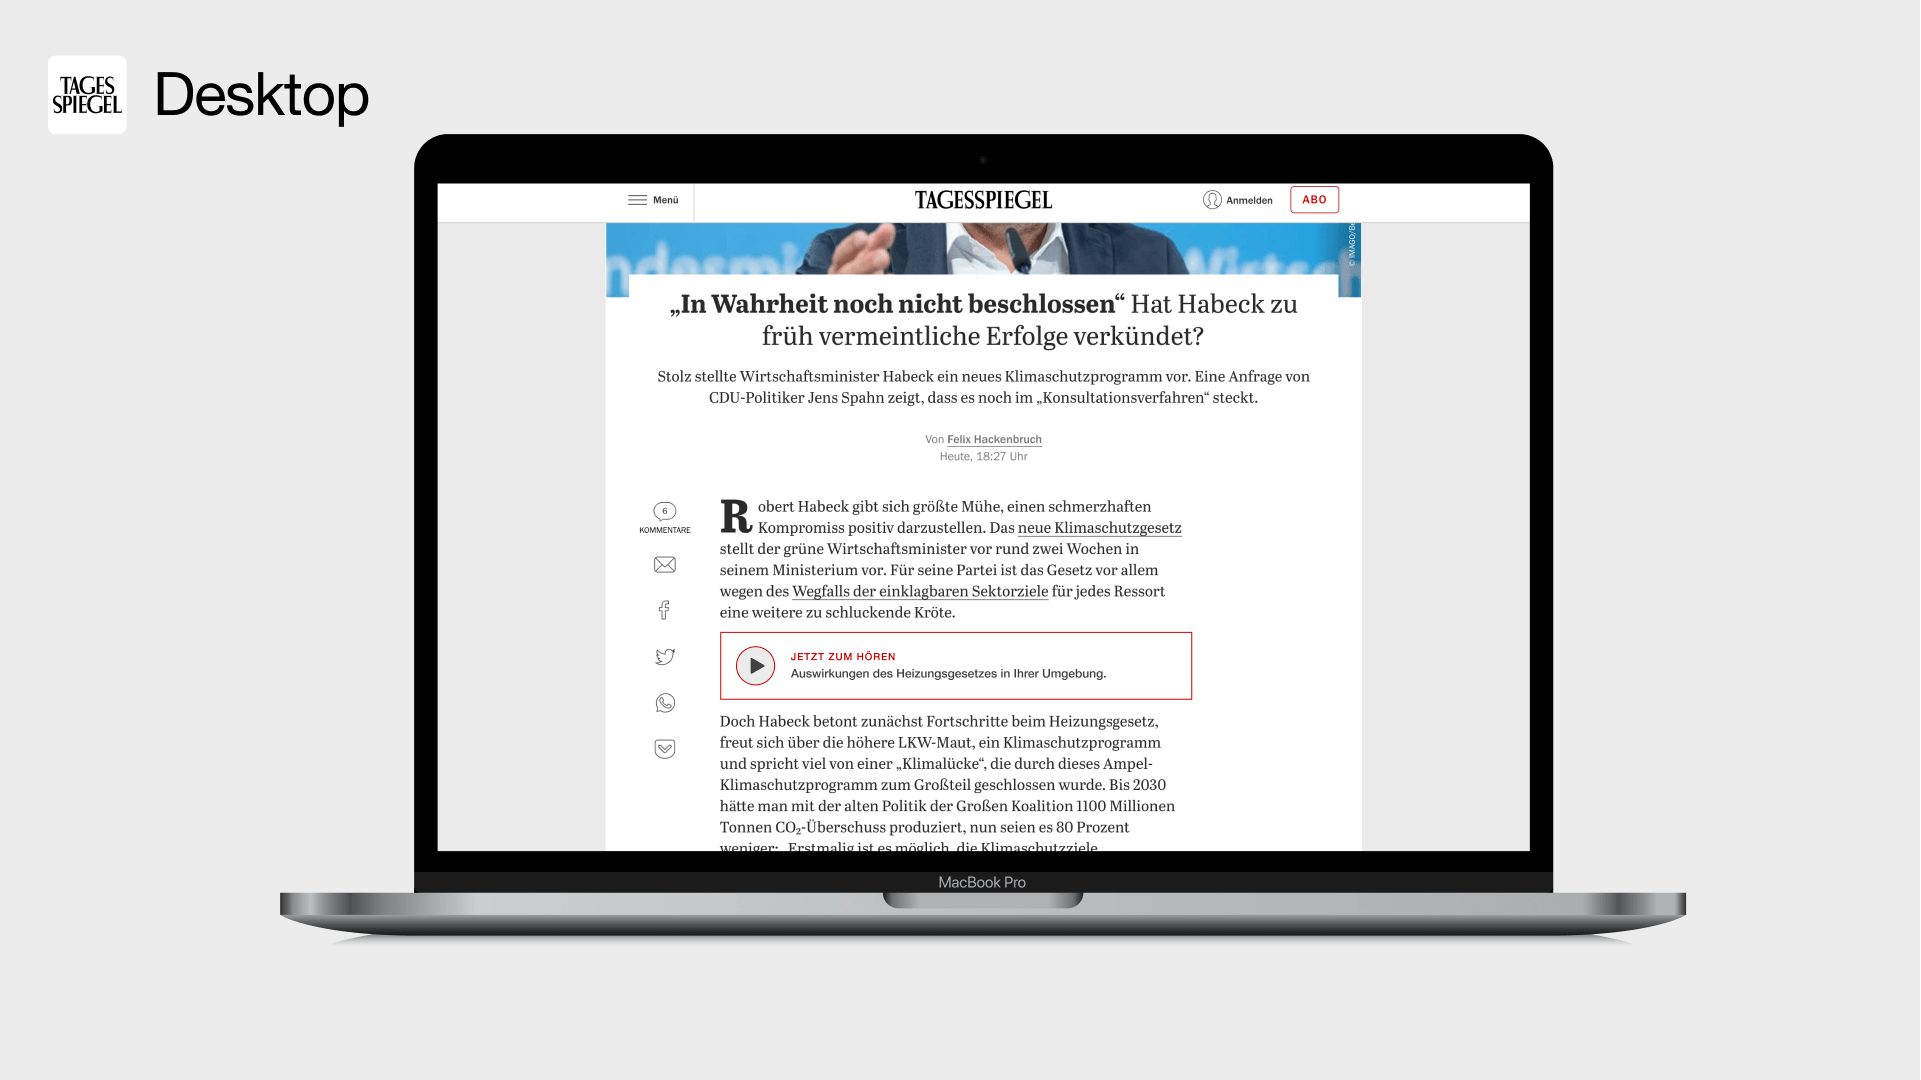 TAGES
SPIEGEL
Desktop
Menü
TAGESSPIEGEL
Anmelden
ABO
ndesmi
Wirtsc
© IMAGO/Be
„In Wahrheit noch nicht beschlossen“ Hat Habeck zu
früh vermeintliche Erfolge verkündet?
Stolz stellte Wirtschaftsminister Habeck ein neues Klimaschutzprogramm vor. Eine Anfrage von
CDU-Politiker Jens Spahn zeigt, dass es noch im „Konsultationsverfahren“ steckt.
Von Felix Hackenbruch
Heute, 18:27 Uhr
6
KOMMENTARE
Robert Habeck gibt sich größte Mühe, einen schmerzhaften
Kompromiss positiv darzustellen. Das neue Klimaschutzgesetz
stellt der grüne Wirtschaftsminister vor rund zwei Wochen in
seinem Ministerium vor. Für seine Partei ist das Gesetz vor allem
wegen des Wegfalls der einklagbaren Sektorziele für jedes Ressort
eine weitere zu schluckende Kröte.
JETZT ZUM HÖREN
Auswirkungen des Heizungsgesetzes in Ihrer Umgebung.
Doch Habeck betont zunächst Fortschritte beim Heizungsgesetz,
freut sich über die höhere LKW-Maut, ein Klimaschutzprogramm
und spricht viel von einer „Klimalücke“, die durch dieses Ampel-
Klimaschutzprogramm zum Großteil geschlossen wurde. Bis 2030
hätte man mit der alten Politik der Großen Koalition 1100 Millionen
Tonnen CO₂-Überschuss produziert, nun seien es 80 Prozent
weniger: „Erstmalig ist es möglich, die Klimaschutzziele
MacBook Pro